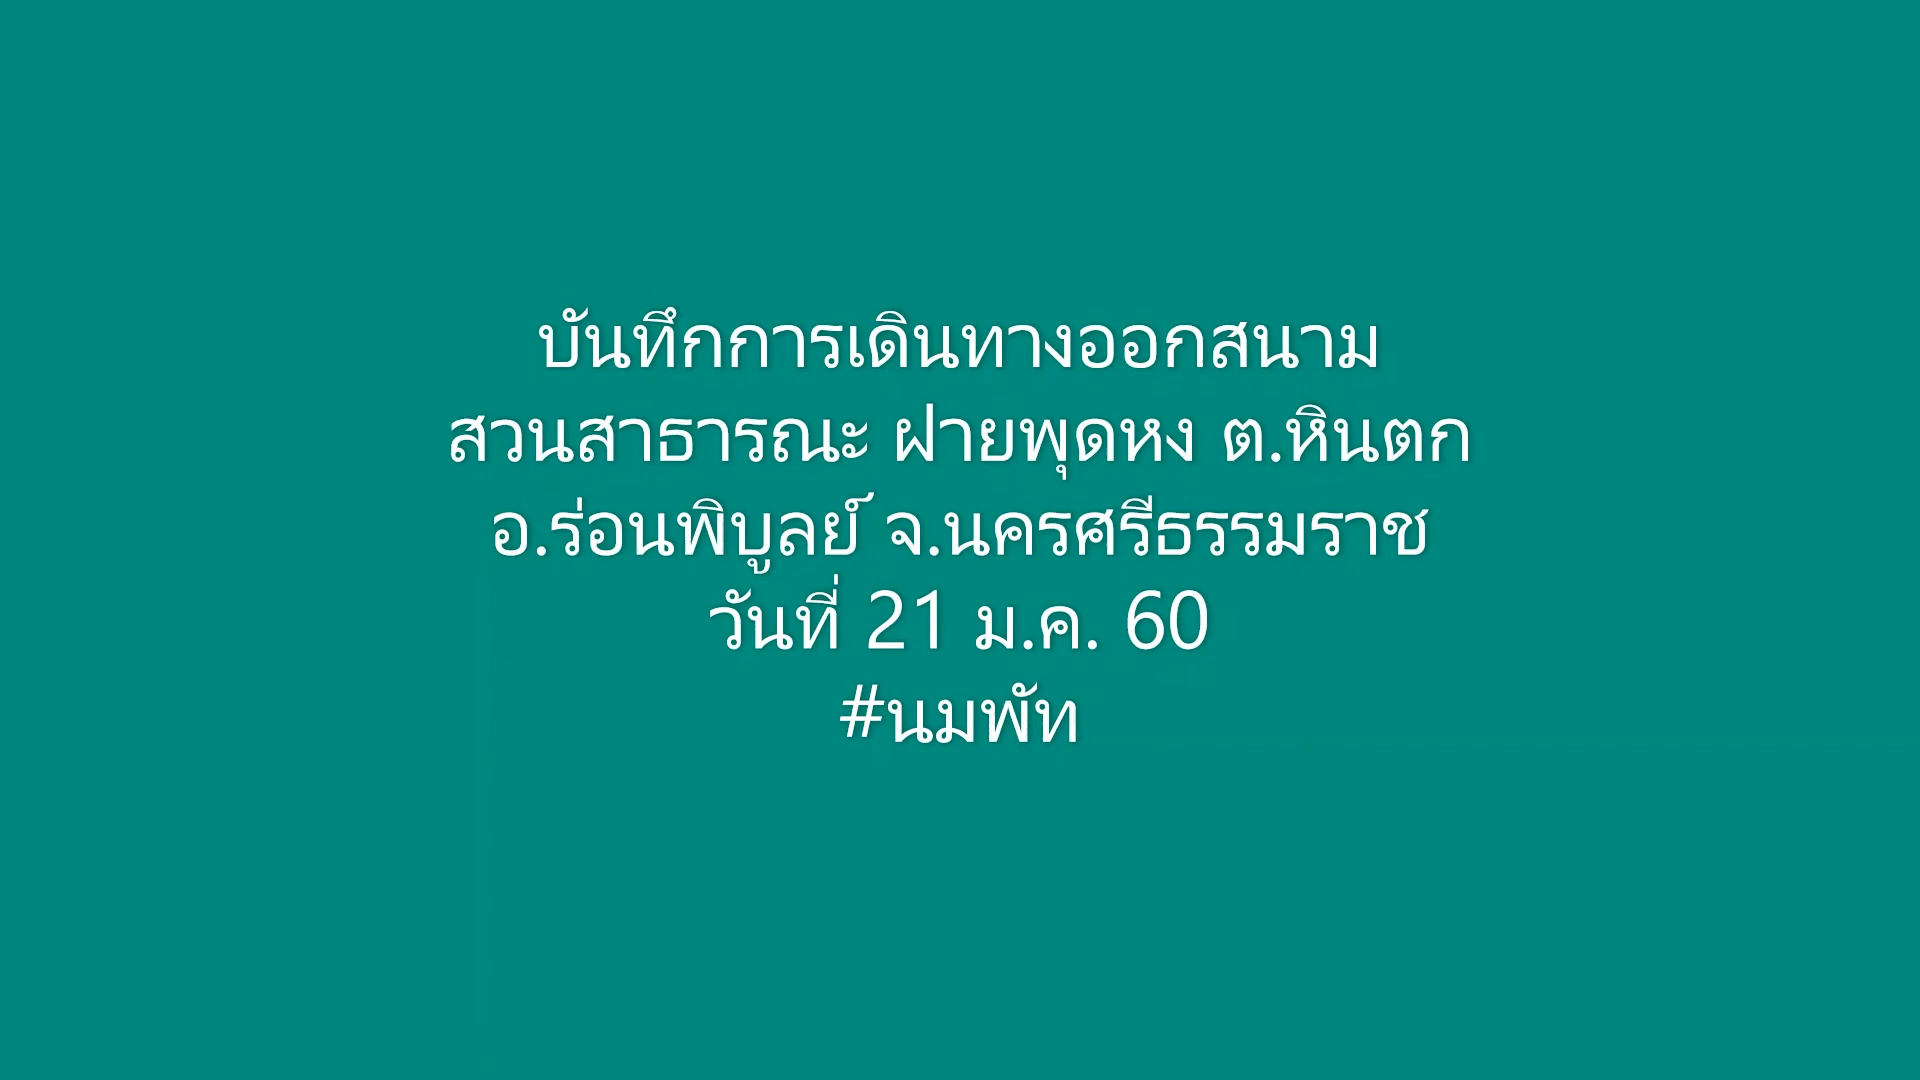 บันทึกการเดินทางออกสนาม
สวนสาธารณะ ฝายพุดหง ต.หินตก
อ.ร่อนพิบูลย์ จ.นครศรีธรรมราช
วันที่ 21 ม.ค. 60
#นมพัท